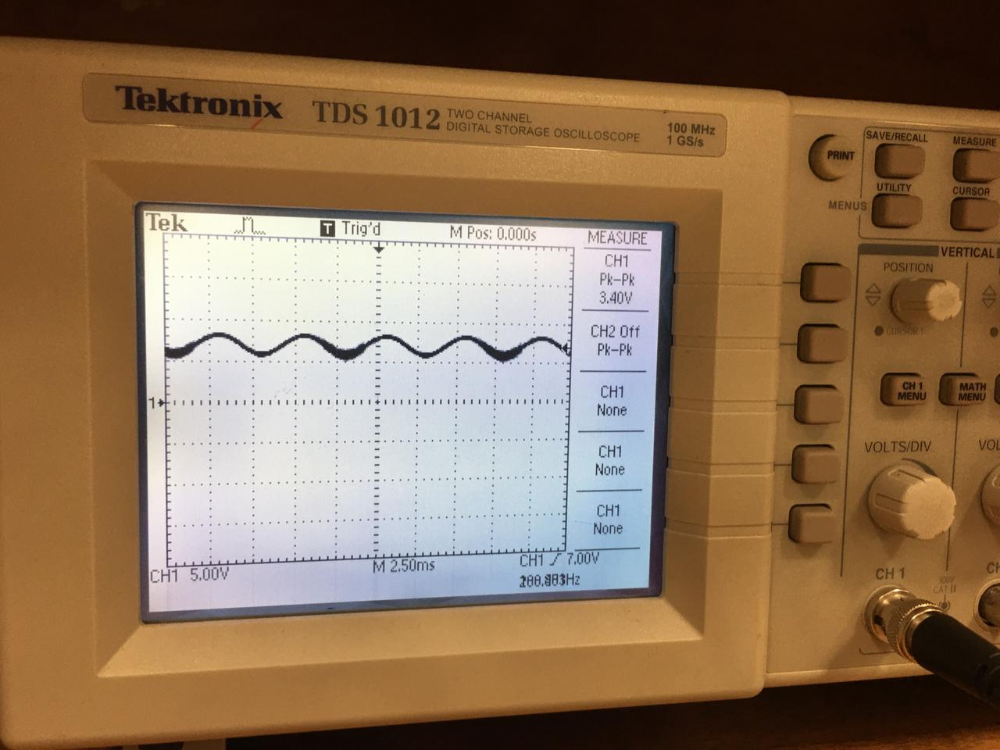 Tektronix TDS 1012 TWO CHANNEL
DIGITAL STORAGE OSCILLOSCOPE
100 MHz
1 GS/s
PRINT
SAVE/RECALL
MEASURE
UTILITY
CURSOR
MENUS
Tek
T Trig'd
M Pos: 0.000s
MEASURE
CH1
Pk-Pk
3.40V
CH2 Off
Pk-Pk
CH1
None
CH1
None
CH1
None
1
CH1 5.00V
M 2.50ms
CH1 7.00V
Hz
VERTICAL
POSITION
CURSOR 1
CH 1
MENU
MATH
MENU
VOLTS/DIV
CH 1
CAT II